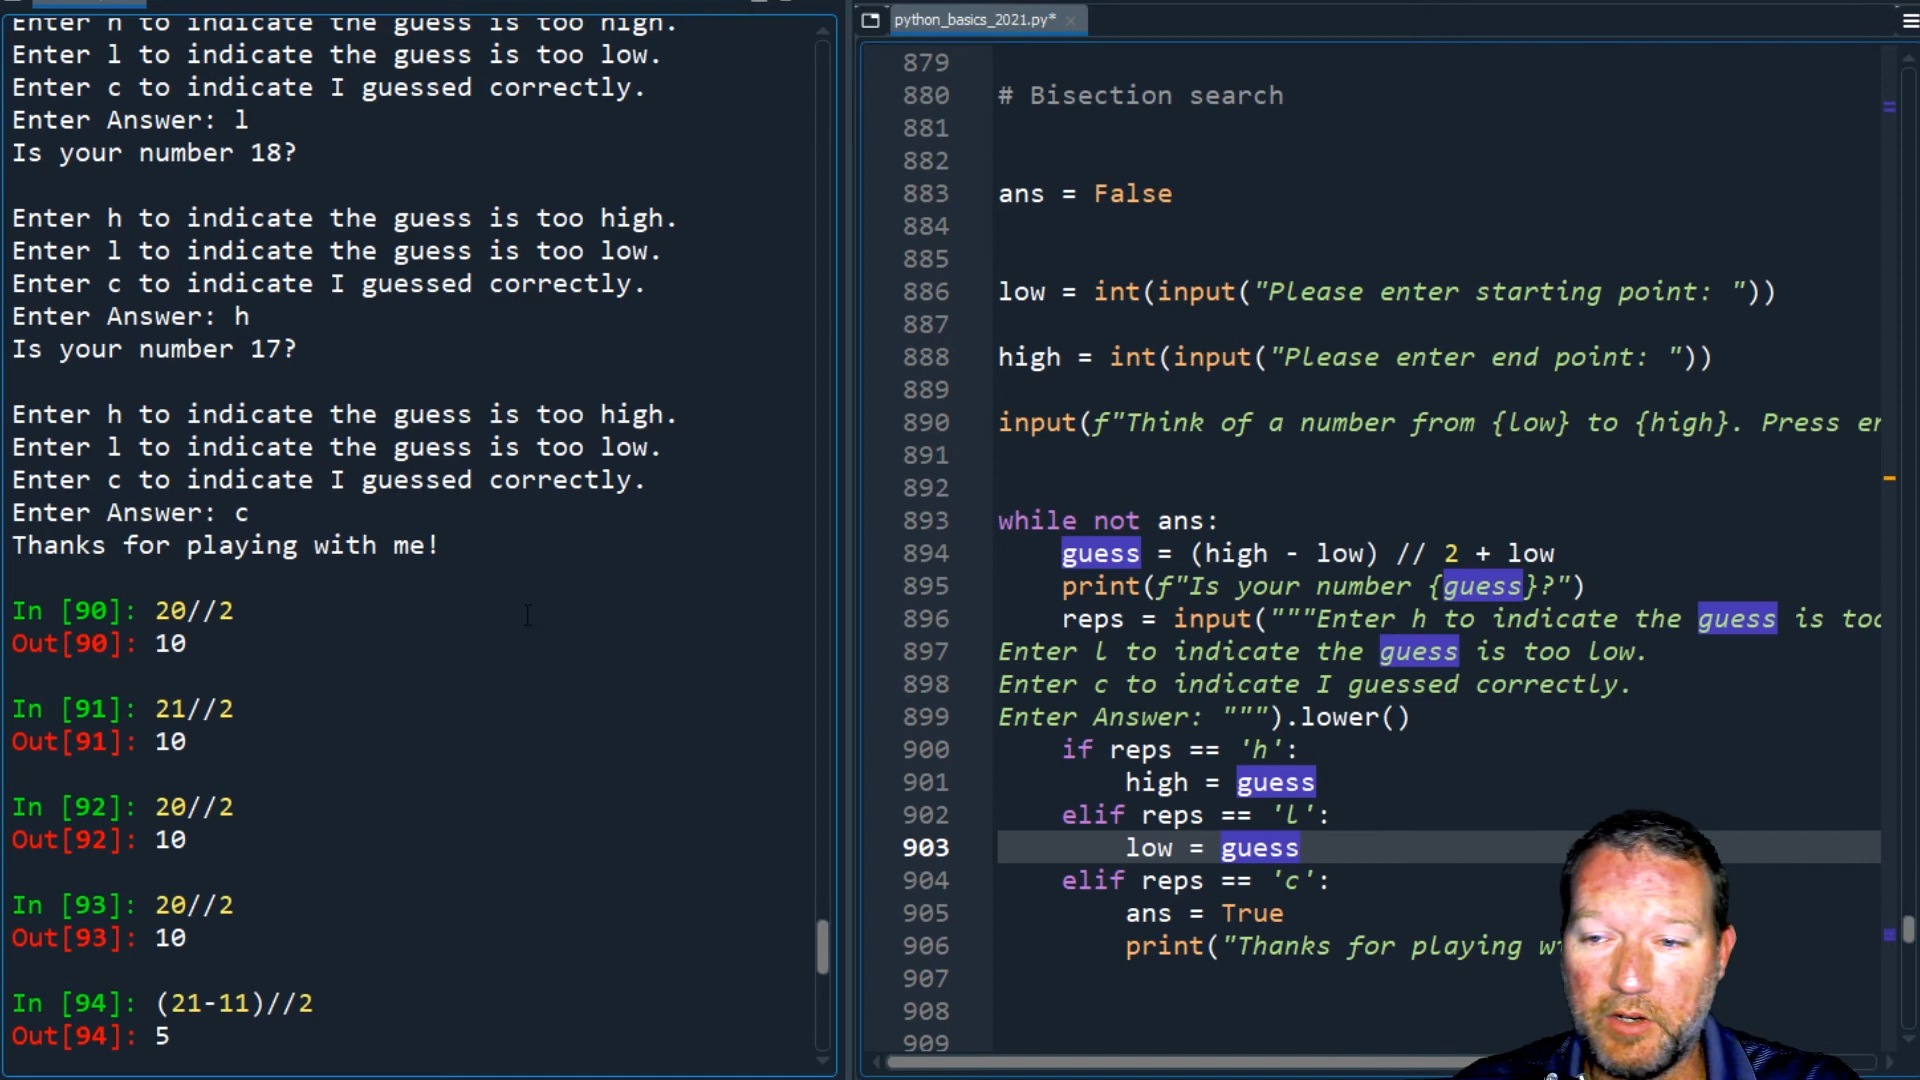 Enter h to indicate the guess is too high.
Enter l to indicate the guess is too low.
Enter c to indicate I guessed correctly.
Enter Answer: l
Is your number 18?
Enter h to indicate the guess is too high.
Enter l to indicate the guess is too low.
Enter c to indicate I guessed correctly.
Enter Answer: h
Is your number 17?
Enter h to indicate the guess is too high.
Enter l to indicate the guess is too low.
Enter c to indicate I guessed correctly.
Enter Answer: c
Thanks for playing with me!
In [90]: 20//2
Out[90]: 10
In [91]: 21//2
Out[91]: 10
In [92]: 20//2
Out[92]: 10
In [93]: 20//2
Out[93]: 10
In [94]: (21-11)//2
Out[94]: 5
python_basics_2021.py*
879
880 # Bisection search
881
882
883 ans = False
884
885
886 low = int(input("Please enter starting point: "))
887
888 high = int(input("Please enter end point: "))
889
890 input(f"Think of a number from {low} to {high}. Press
891
892
893 while not ans:
894 guess = (high - low) // 2 + low
895 print(f"Is your number {guess}?")
896 reps = input("""Enter h to indicate the guess is
897 Enter l to indicate the guess is too low.
898 Enter c to indicate I guessed correctly.
899 Enter Answer: """).lower()
900 if reps == 'h':
901 high = guess
902 elif reps == 'l':
903 low = guess
904 elif reps == 'c':
905 ans = True
906 print("Thanks for playing
907
908
909